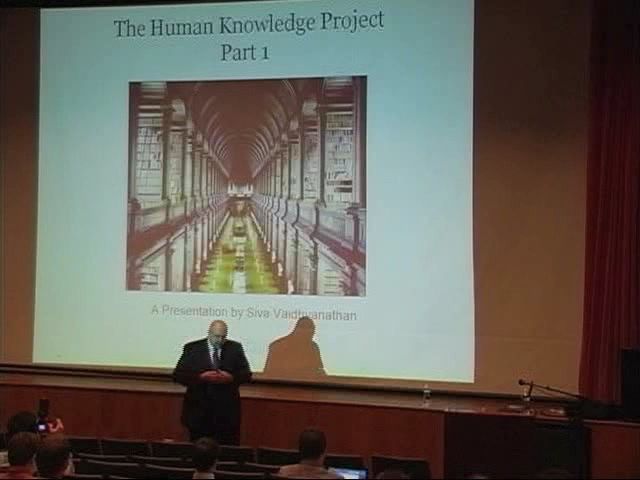 The Human Knowledge Project
Part 1
A Presentation by Siva Vaidhyanathan